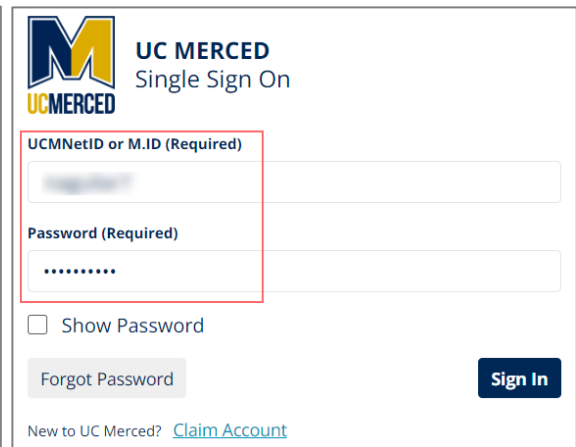 UC MERCED
Single Sign On
UCMERCED
UCMNetID or M.ID (Required)
Password (Required)
••••••••••
Show Password
Forgot Password
Sign In
New to UC Merced? Claim Account